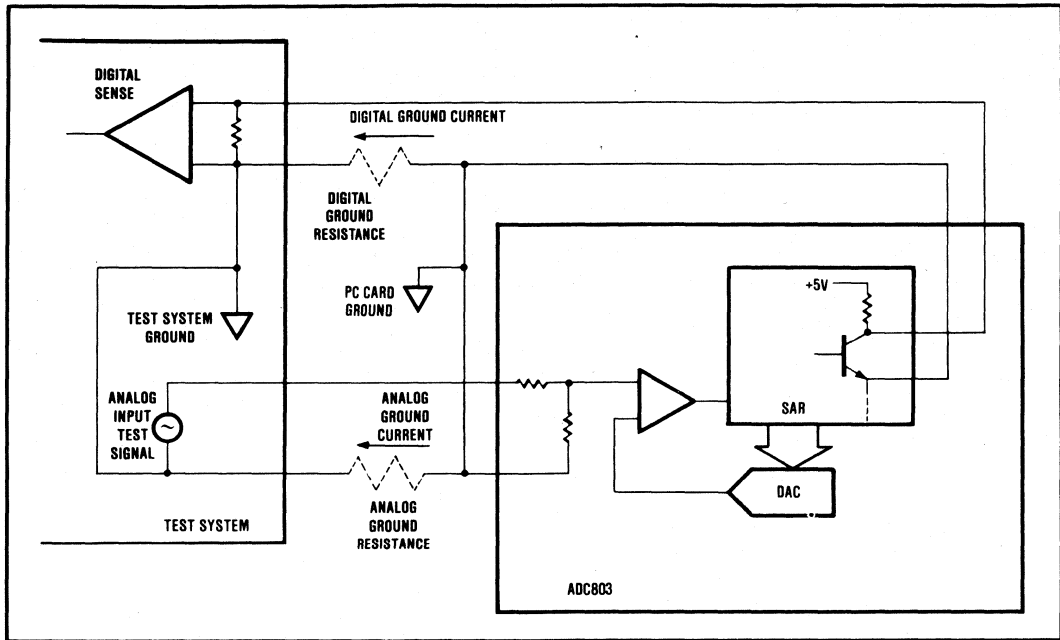 DIGITAL
SENSE
DIGITAL GROUND CURRENT
DIGITAL
GROUND
RESISTANCE
+5V
PC CARD
GROUND
TEST SYSTEM
GROUND
ANALOG
INPUT
TEST
SIGNAL
ANALOG
GROUND
CURRENT
SAR
DAC
ANALOG
GROUND
RESISTANCE
TEST SYSTEM
ADC803